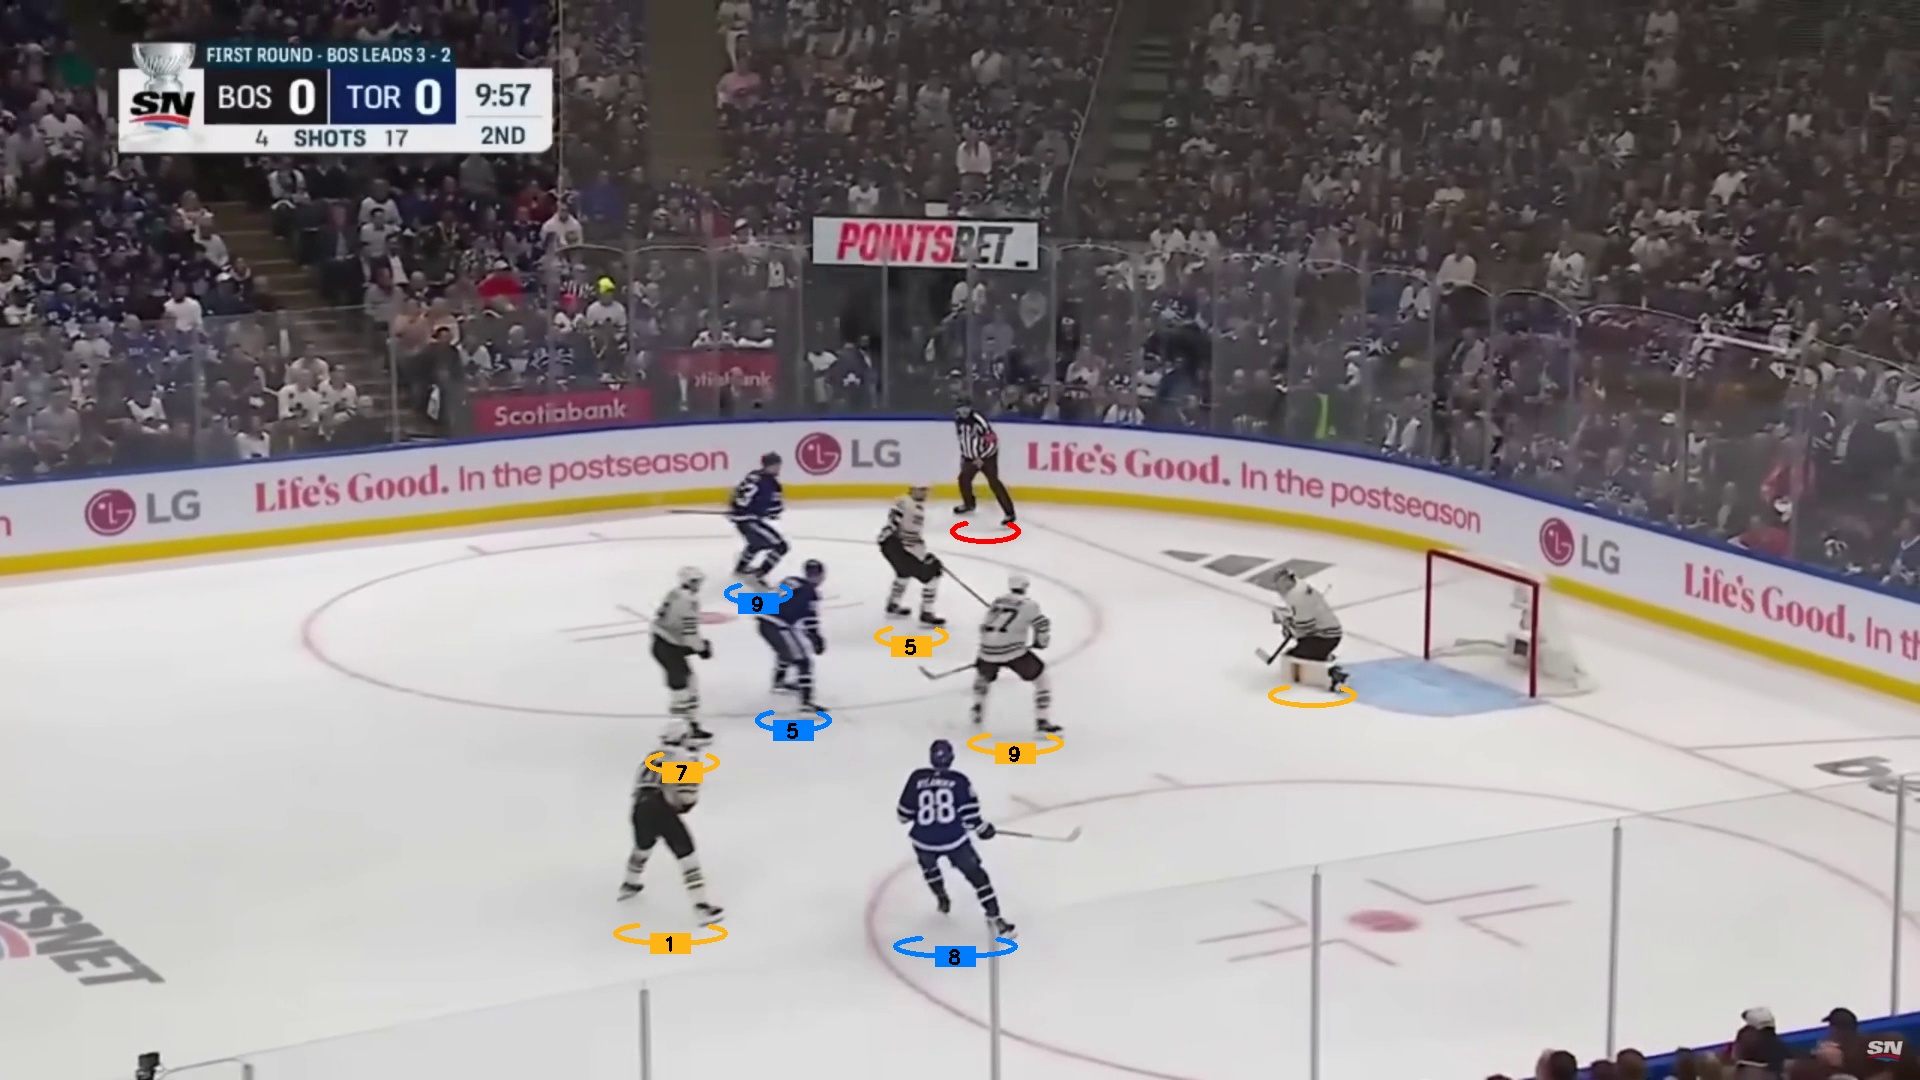 FIRST ROUND - BOS LEADS 3 - 2
SN BOS 0 TOR 0 9:57
4 SHOTS 17 2ND
POINTSBET
Scotiabank
LG Life's Good. In the postseason LG Life's Good. In the postseason LG Life's Good. In
27
88
9
5
5
7
9
1
8
SN